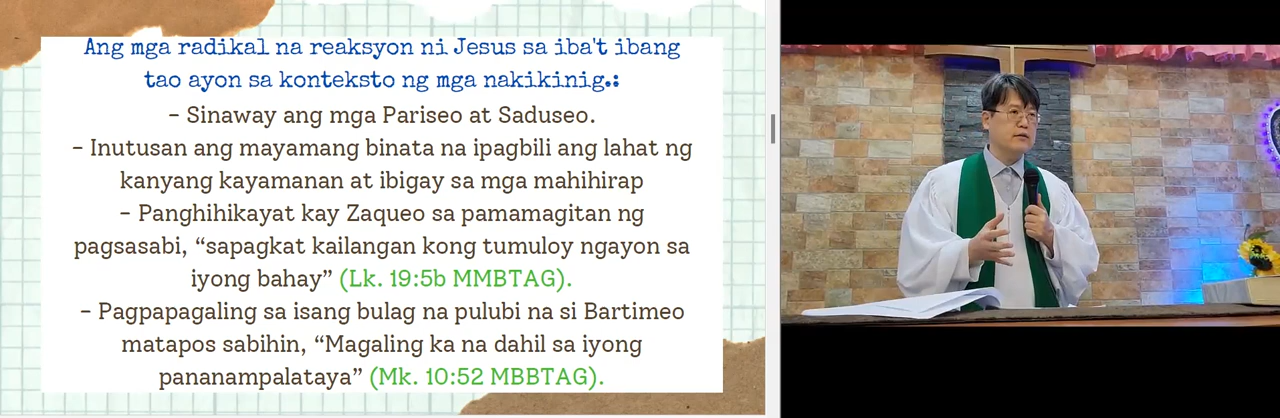 Ang mga radikal na reaksyon ni Jesus sa iba't ibang
tao ayon sa konteksto ng mga nakikinig.:
- Sinaway ang mga Pariseo at Saduseo.
- Inutusan ang mayamang binata na ipagbili ang lahat ng
kanyang kayamanan at ibigay sa mga mahihirap
- Panghihikayat kay Zaqueo sa pamamagitan ng
pagsasabi, “sapagkat kailangan kong tumuloy ngayon sa
iyong bahay” (Lk. 19:5b MMBTAG).
- Pagpapagaling sa isang bulag na pulubi na si Bartimeo
matapos sabihin, “Magaling ka na dahil sa iyong
pananampalataya” (Mk. 10:52 MBBTAG).